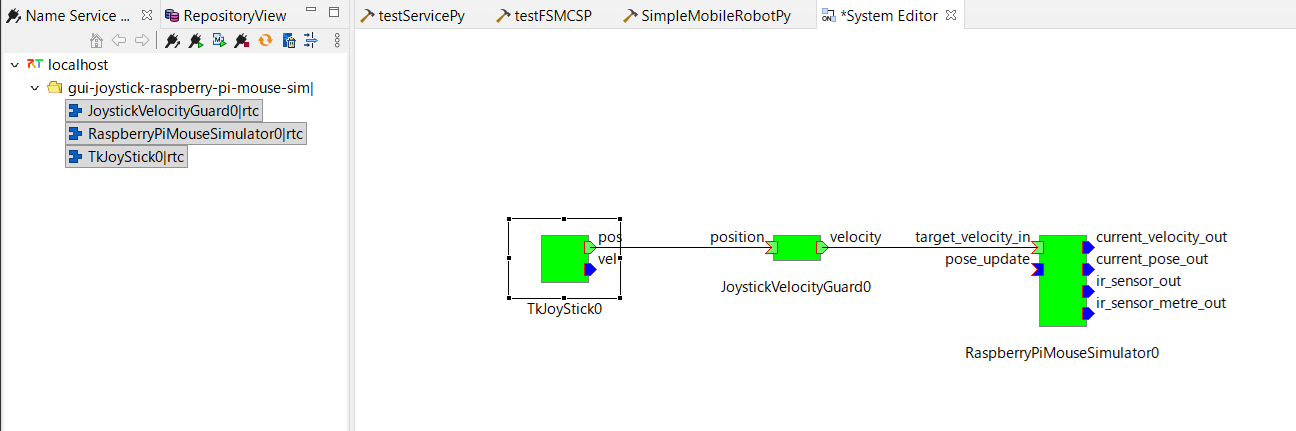 Name Service ...
RepositoryView
testServicePy
testFSMCSP
SimpleMobileRobotPy
*System Editor
RT localhost
gui-joystick-raspberry-pi-mouse-sim|
JoystickVelocityGuard0|rtc
RaspberryPiMouseSimulator0|rtc
TkJoyStick0|rtc
pos
vel
TkJoyStick0
position
velocity
JoystickVelocityGuard0
target_velocity_in
pose_update
current_velocity_out
current_pose_out
ir_sensor_out
ir_sensor_metre_out
RaspberryPiMouseSimulator0